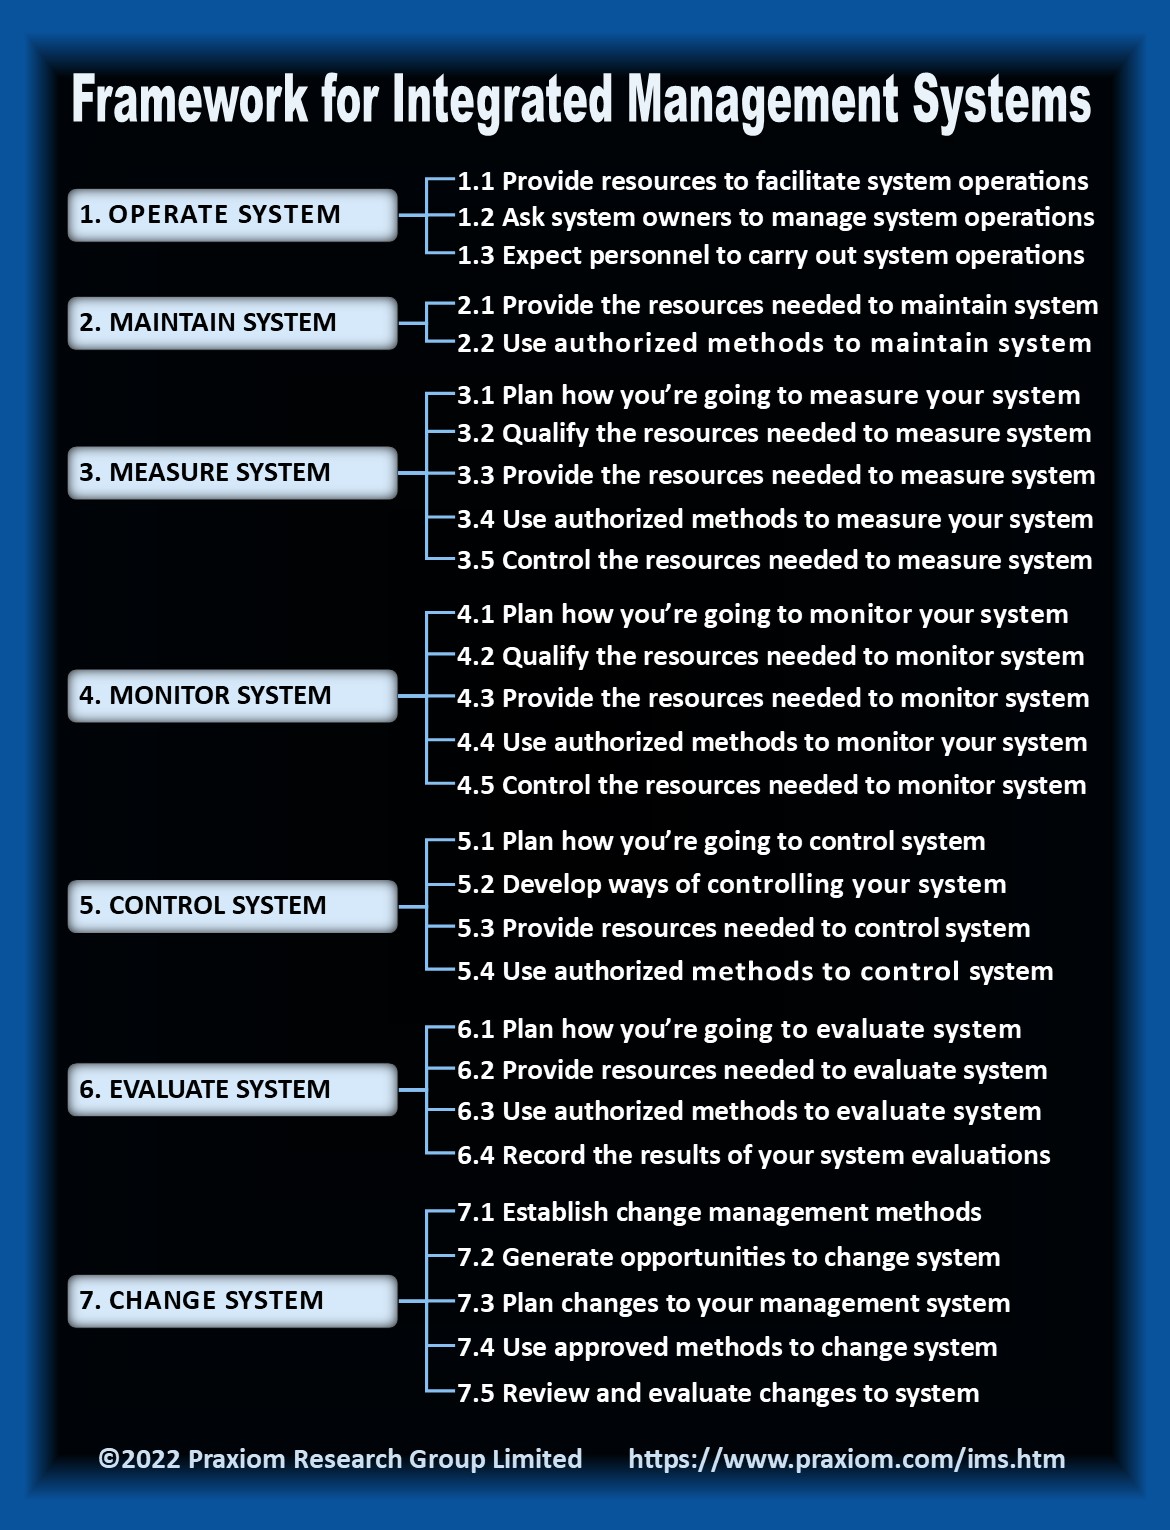 Framework for Integrated Management Systems
1. OPERATE SYSTEM
1.1 Provide resources to facilitate system operations
1.2 Ask system owners to manage system operations
1.3 Expect personnel to carry out system operations
2. MAINTAIN SYSTEM
2.1 Provide the resources needed to maintain system
2.2 Use authorized methods to maintain system
3. MEASURE SYSTEM
3.1 Plan how you’re going to measure your system
3.2 Qualify the resources needed to measure system
3.3 Provide the resources needed to measure system
3.4 Use authorized methods to measure your system
3.5 Control the resources needed to measure system
4. MONITOR SYSTEM
4.1 Plan how you’re going to monitor your system
4.2 Qualify the resources needed to monitor system
4.3 Provide the resources needed to monitor system
4.4 Use authorized methods to monitor your system
4.5 Control the resources needed to monitor system
5. CONTROL SYSTEM
5.1 Plan how you’re going to control system
5.2 Develop ways of controlling your system
5.3 Provide resources needed to control system
5.4 Use authorized methods to control system
6. EVALUATE SYSTEM
6.1 Plan how you’re going to evaluate system
6.2 Provide resources needed to evaluate system
6.3 Use authorized methods to evaluate system
6.4 Record the results of your system evaluations
7. CHANGE SYSTEM
7.1 Establish change management methods
7.2 Generate opportunities to change system
7.3 Plan changes to your management system
7.4 Use approved methods to change system
7.5 Review and evaluate changes to system
©2022 Praxiom Research Group Limited https://www.praxiom.com/ims.htm